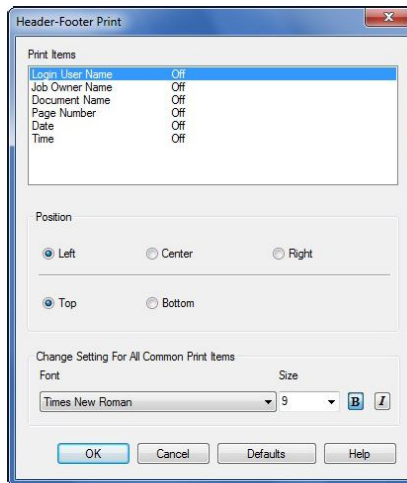 Header-Footer Print
Print Items
Login User Name Off
Job Owner Name Off
Document Name Off
Page Number Off
Date Off
Time Off
Position
Left Center Right
Top Bottom
Change Setting For All Common Print Items
Font Size
Times New Roman 9 B I
OK Cancel Defaults Help